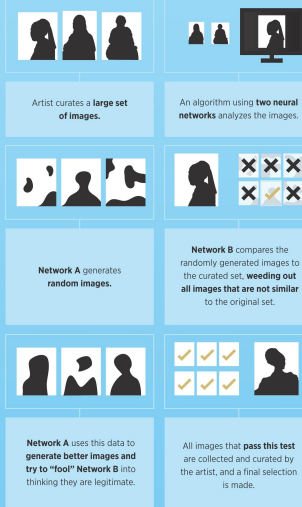 Artist curates a large set
of images.
An algorithm using two neural
networks analyzes the images.
Network A generates
random images.
Network B compares the
randomly generated images to
the curated set, weeding out
all images that are not similar
to the original set.
Network A uses this data to
generate better images and
try to “fool” Network B into
thinking they are legitimate.
All images that pass this test
are collected and curated by
the artist, and a final selection
is made.